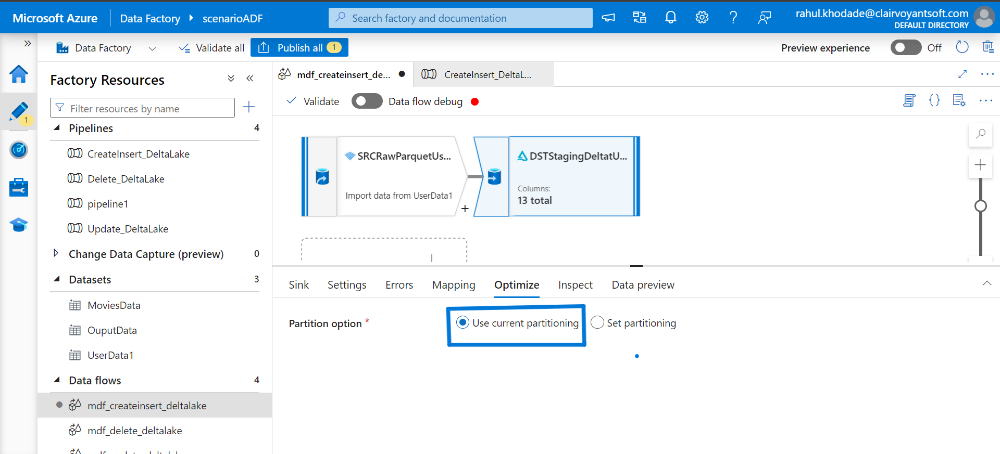 Microsoft Azure
Data Factory
scenarioADF
Search factory and documentation
rahul.khodade@clairvoyantsoft.com
DEFAULT DIRECTORY
Data Factory
Validate all
Publish all 1
Preview experience
Off
Factory Resources
mdf_createinsert_de...
CreateInsert_DeltaL...
Filter resources by name
Validate
Data flow debug
1
Pipelines 4
CreateInsert_DeltaLake
Delete_DeltaLake
pipeline1
Update_DeltaLake
Change Data Capture (preview) 0
Datasets 3
MoviesData
OuputData
UserData1
Data flows 4
mdf_createinsert_deltalake
mdf_delete_deltalake
SRCRawParquetUs...
Import data from UserData1
DSTStagingDeltatU...
Columns:
13 total
Sink Settings Errors Mapping Optimize Inspect Data preview
Partition option *
Use current partitioning
Set partitioning